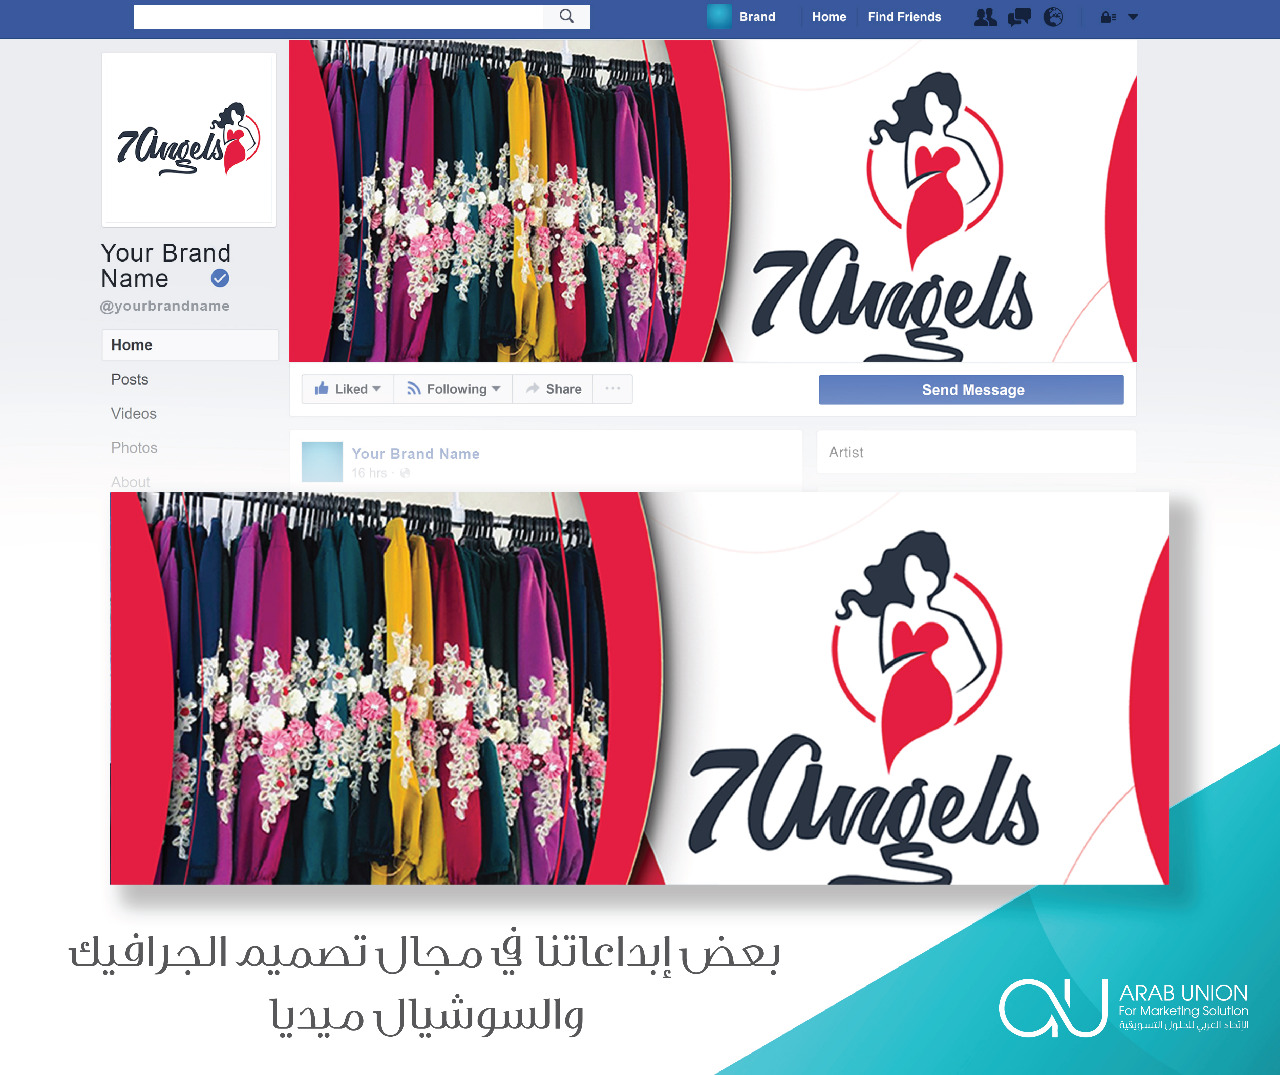 Brand
Home
Find Friends
7Angels
7Angels
Your Brand
Name
@yourbrandname
Home
Posts
Videos
Photos
About
Liked
Following
Share
Send Message
Your Brand Name
16 hrs
Artist
7Angels
بعض إبداعاتنا في مجال تصميم الجرافيك
والسوشيال ميديا
ARAB UNION
For Marketing Solution
الإتحاد العربي للحلول التسويقية